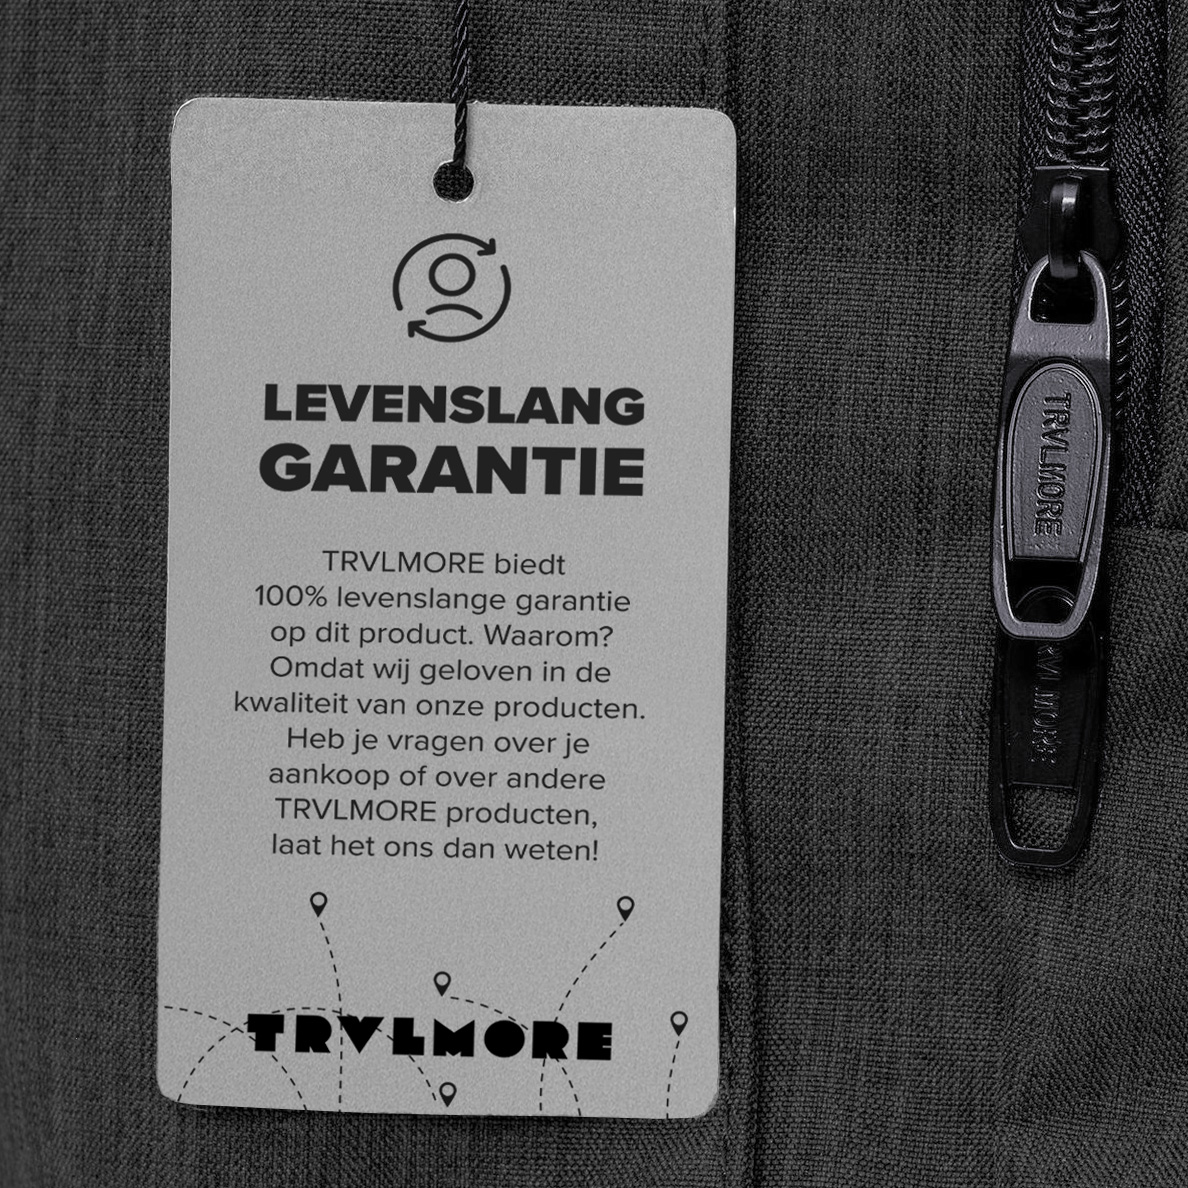 LEVENSLANG
GARANTIE
TRVLMORE biedt
100% levenslange garantie
op dit product. Waarom?
Omdat wij geloven in de
kwaliteit van onze producten.
Heb je vragen over je
aankoop of over andere
TRVLMORE producten,
laat het ons dan weten!
TRVLMORE
TRVLMORE
TRVLMORE